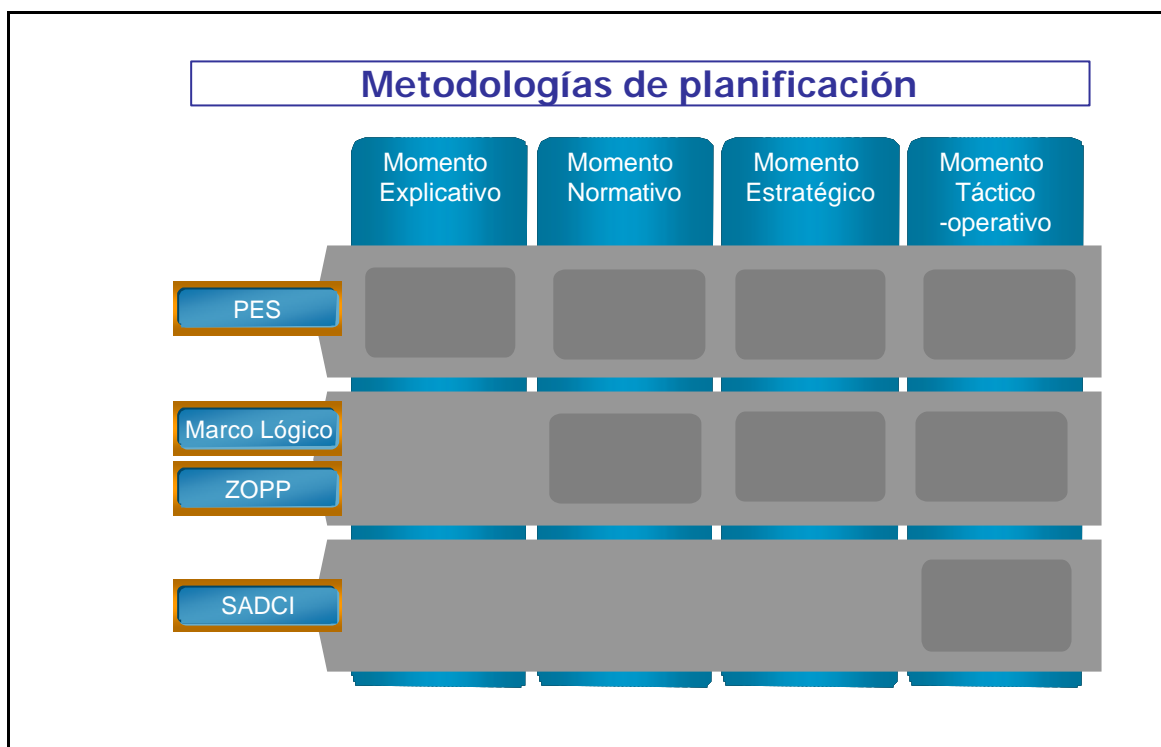 Metodologías de planificación
Momento
Explicativo
Momento
Normativo
Momento
Estratégico
Momento
Táctico
-operativo
PES
Marco Lógico
ZOPP
SADCI